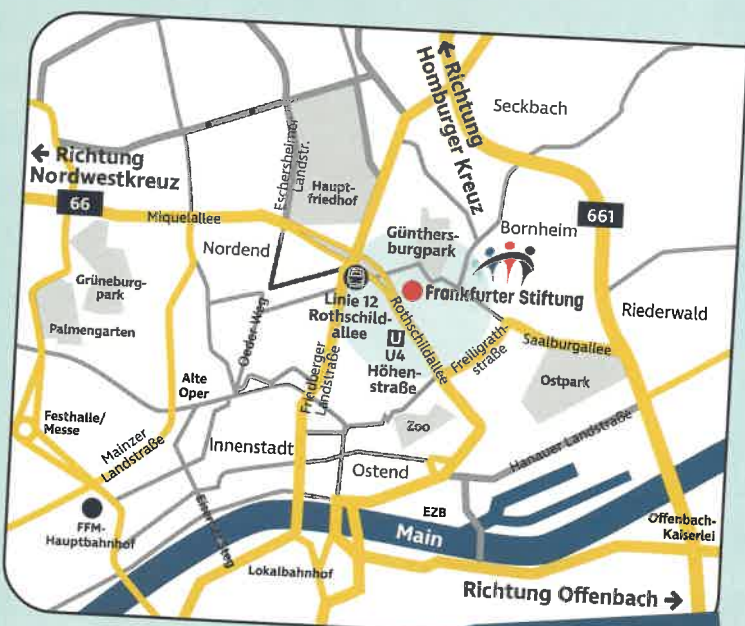 ← Richtung
Homburger Kreuz
Seckbach
← Richtung
Nordwestkreuz
66
Miquelallee
Eschersheimer
Landstr.
Haupt-
friedhof
Günthers-
burgpark
Bornheim
661
Nordend
Grüneburg-
park
Palmengarten
Linie 12
Rothschild-
allee
Frankfurter Stiftung
Riederwald
Oeder Weg
Friedberger
Landstraße
Rothschildallee
U
U4
Höhen-
straße
Freiligrath-
straße
Saalburgallee
Ostpark
Alte
Oper
Festhalle/
Messe
Mainzer
Landstraße
Innenstadt
Zoo
Ostend
Hanauer Landstraße
FFM-
Hauptbahnhof
Eiserner Steg
EZB
Main
Offenbach-
Kaiserlei
Lokalbahnhof
Richtung Offenbach →